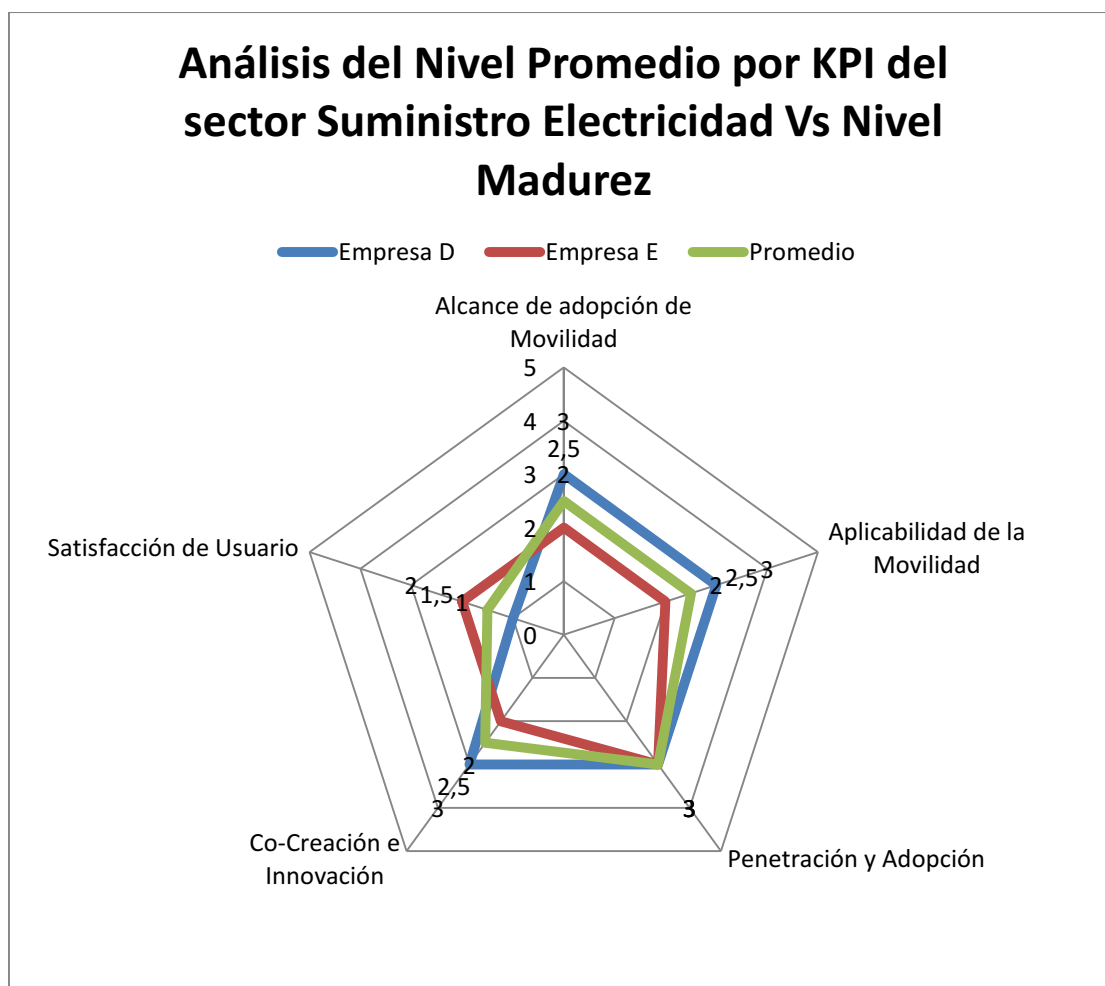 Análisis del Nivel Promedio por KPI del
sector Suministro Electricidad Vs Nivel
Madurez
Empresa D Empresa E Promedio
Alcance de adopción de
Movilidad
5
4 3
2,5
3 2
2
1
0
Aplicabilidad de la
Movilidad
2 2,5 3
Satisfacción de Usuario
2 1,5 1
2
2,5
3
3
Co-Creación e
Innovación
Penetración y Adopción